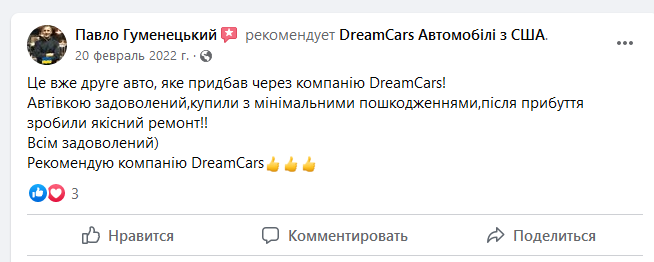 Павло Гуменецький рекомендует DreamCars Автомобілі з США.
20 февраль 2022 г. ·
Це вже друге авто, яке придбав через компанію DreamCars!
Автівкою задоволений,купили з мінімальними пошкодженнями,після прибуття
зробили якісний ремонт!!
Всім задоволений)
Рекомендую компанію DreamCars👍👍👍
3
Нравится Комментировать Поделиться